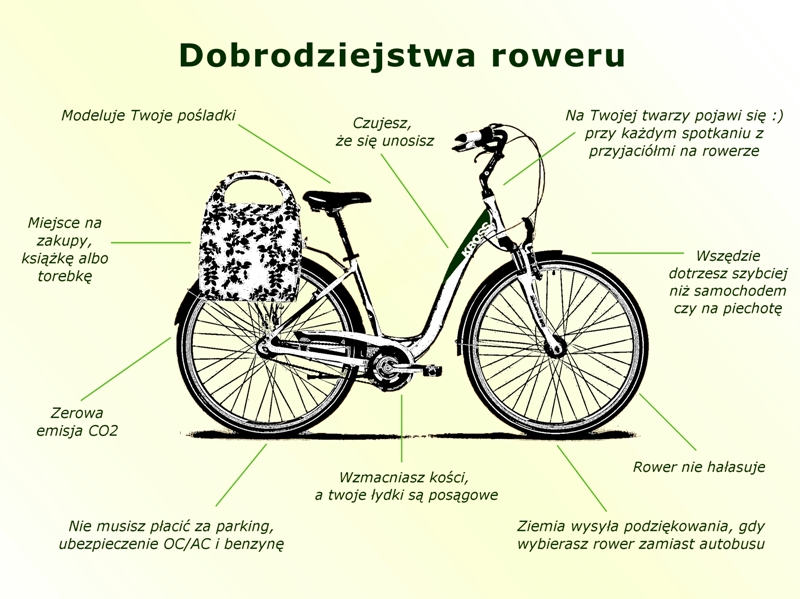 Dobrodziejstwa roweru
Modeluje Twoje pośladki
Czujesz,
że się unosisz
Na Twojej twarzy pojawi się :)
przy każdym spotkaniu z
przyjaciółmi na rowerze
Miejsce na
zakupy,
książkę albo
torebkę
KROSS
Wszędzie
dotrzesz szybciej
niż samochodem
czy na piechotę
Zerowa
emisja CO2
Rower nie hałasuje
Wzmacniasz kości,
a twoje łydki są posągowe
Nie musisz płacić za parking,
ubezpieczenie OC/AC i benzynę
Ziemia wysyła podziękowania, gdy
wybierasz rower zamiast autobusu